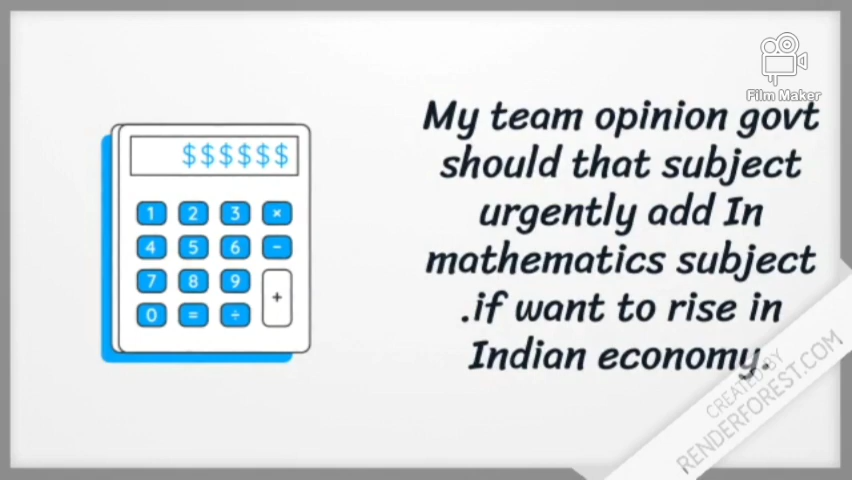 Film Maker
My team opinion govt
should that subject
urgently add In
mathematics subject
.if want to rise in
Indian economy.
$$$$$$
1 2 3 ×
4 5 6 −
7 8 9 +
0 = ÷
CREATED BY
RENDERFOREST.COM